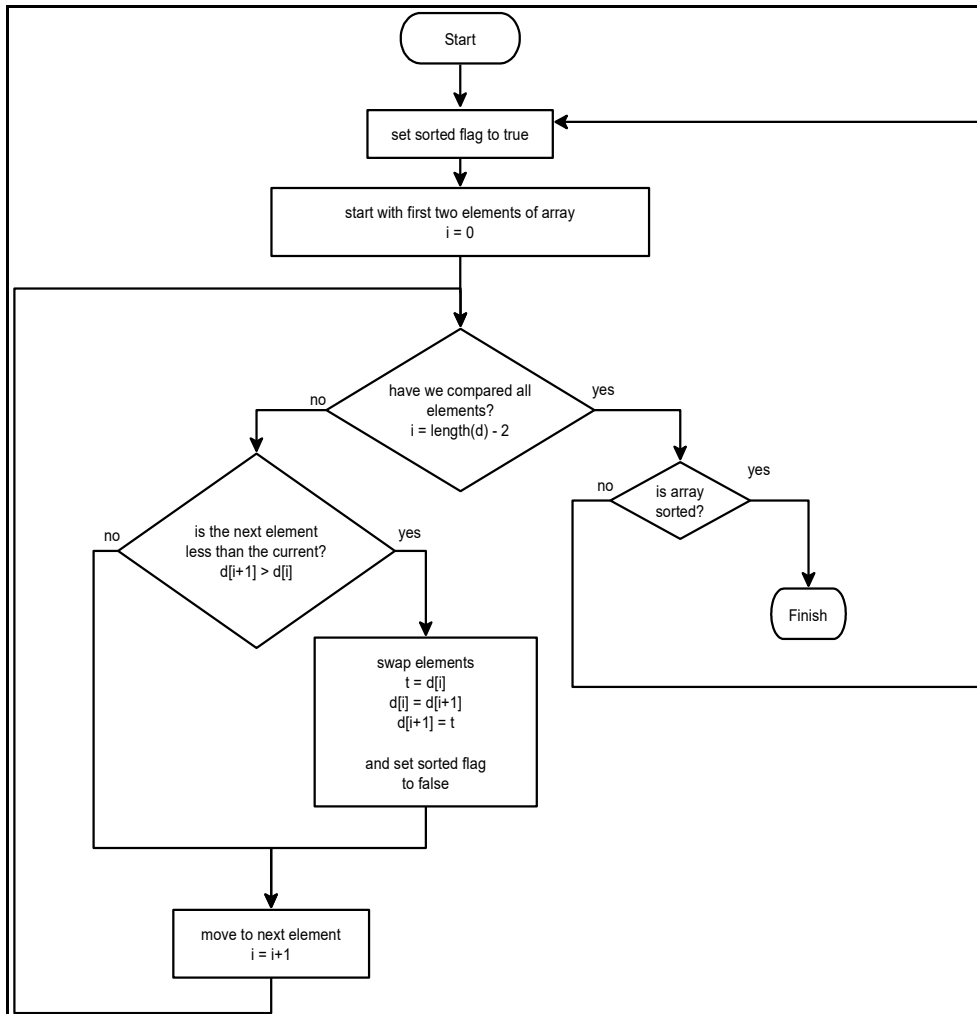 Start
set sorted flag to true
start with first two elements of array
i = 0
have we compared all
elements?
i = length(d) - 2
no
yes
is the next element
less than the current?
d[i+1] > d[i]
no
yes
is array
sorted?
no
yes
Finish
swap elements
t = d[i]
d[i] = d[i+1]
d[i+1] = t
and set sorted flag
to false
move to next element
i = i+1